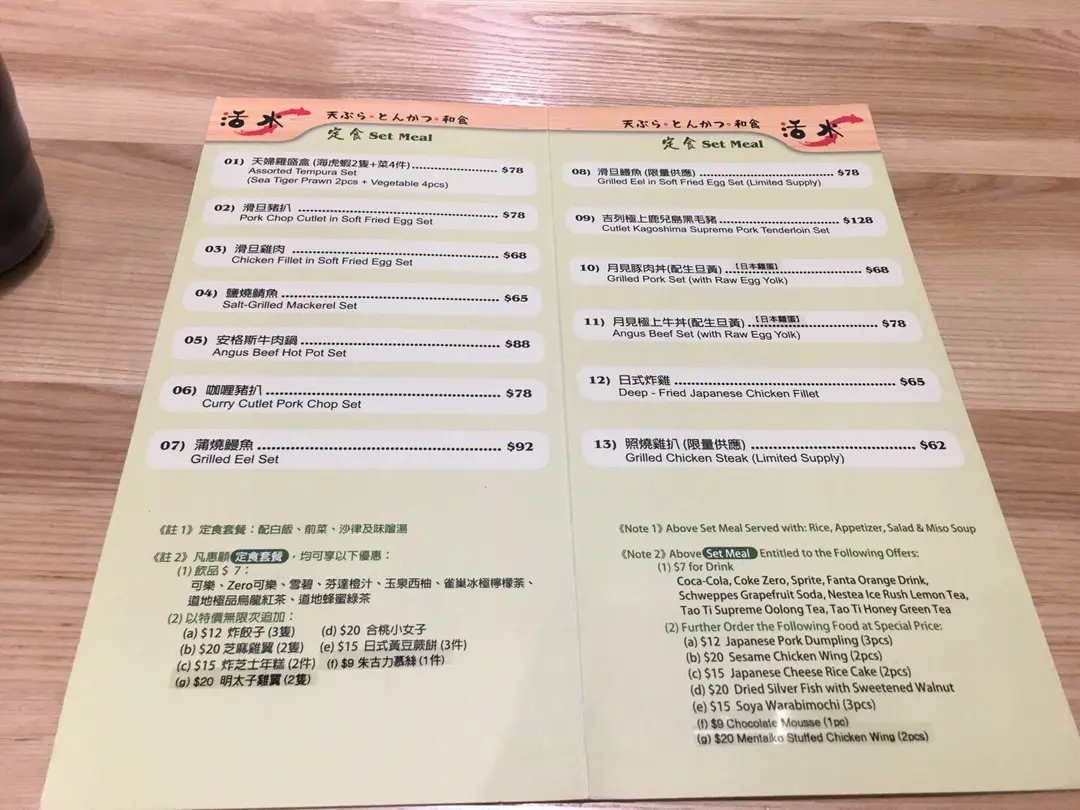 活水
天ぷら・とんかつ・和食
定食 Set Meal
01) 天婦羅盛盒 (海虎蝦2隻+菜4件) $78
Assorted Tempura Set
(Sea Tiger Prawn 2pcs + Vegetable 4pcs)
02) 滑旦豬扒 $78
Pork Chop Cutlet in Soft Fried Egg Set
03) 滑旦雞肉 $68
Chicken Fillet in Soft Fried Egg Set
04) 鹽燒鯖魚 $65
Salt-Grilled Mackerel Set
05) 安格斯牛肉鍋 $88
Angus Beef Hot Pot Set
06) 咖喱豬扒 $78
Curry Cutlet Pork Chop Set
07) 蒲燒鰻魚 $92
Grilled Eel Set
《註 1》定食套餐：配白飯、前菜、沙律及味噌湯
《註 2》凡惠顧 定食套餐，均可享以下優惠：
(1) 飲品 $ 7：
可樂、Zero可樂、雪碧、芬達橙汁、玉泉西柚、雀巢冰極檸檬茶、
道地極品烏龍紅茶、道地蜂蜜綠茶
(2) 以特價無限次追加：
(a) $12 炸餃子 (3隻) (d) $20 合桃小女子
(b) $20 芝麻雞翼 (2隻) (e) $15 日式黃豆蕨餅 (3件)
(c) $15 炸芝士年糕 (2件) (f) $9 朱古力慕絲 (1件)
(g) $20 明太子雞翼 (2隻)
天ぷら・とんかつ・和食
活水
定食 Set Meal
08) 滑旦鰻魚 (限量供應) $78
Grilled Eel in Soft Fried Egg Set (Limited Supply)
09) 吉列極上鹿兒島黑毛豬 $128
Cutlet Kagoshima Supreme Pork Tenderloin Set
10) 月見豚肉丼(配生旦黃) 【日本雞蛋】 $68
Grilled Pork Set (with Raw Egg Yolk)
11) 月見極上牛丼(配生旦黃) 【日本雞蛋】 $78
Angus Beef Set (with Raw Egg Yolk)
12) 日式炸雞 $65
Deep - Fried Japanese Chicken Fillet
13) 照燒雞扒 (限量供應) $62
Grilled Chicken Steak (Limited Supply)
《Note 1》Above Set Meal Served with: Rice, Appetizer, Salad & Miso Soup
《Note 2》Above Set Meal Entitled to the Following Offers:
(1) $7 for Drink
Coca-Cola, Coke Zero, Sprite, Fanta Orange Drink,
Schweppes Grapefruit Soda, Nestea Ice Rush Lemon Tea,
Tao Ti Supreme Oolong Tea, Tao Ti Honey Green Tea
(2) Further Order the Following Food at Special Price:
(a) $12 Japanese Pork Dumpling (3pcs)
(b) $20 Sesame Chicken Wing (2pcs)
(c) $15 Japanese Cheese Rice Cake (2pcs)
(d) $20 Dried Silver Fish with Sweetened Walnut
(e) $15 Soya Warabimochi (3pcs)
(f) $9 Chocolate Mousse (1pc)
(g) $20 Mentaiko Stuffed Chicken Wing (2pcs)